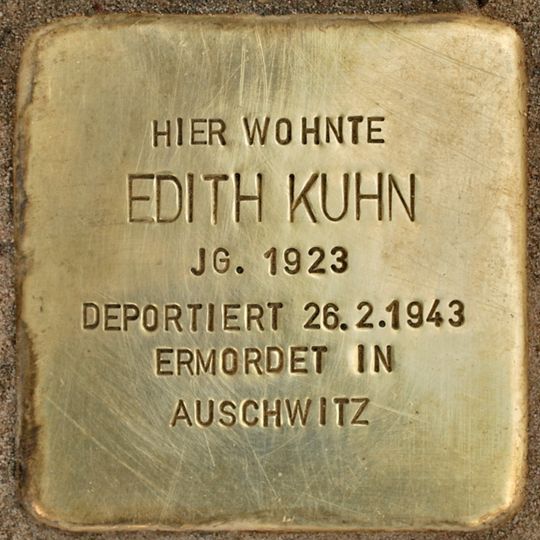 HIER WOHNTE
EDITH KUHN
JG. 1923
DEPORTIERT 26.2.1943
ERMORDET IN
AUSCHWITZ